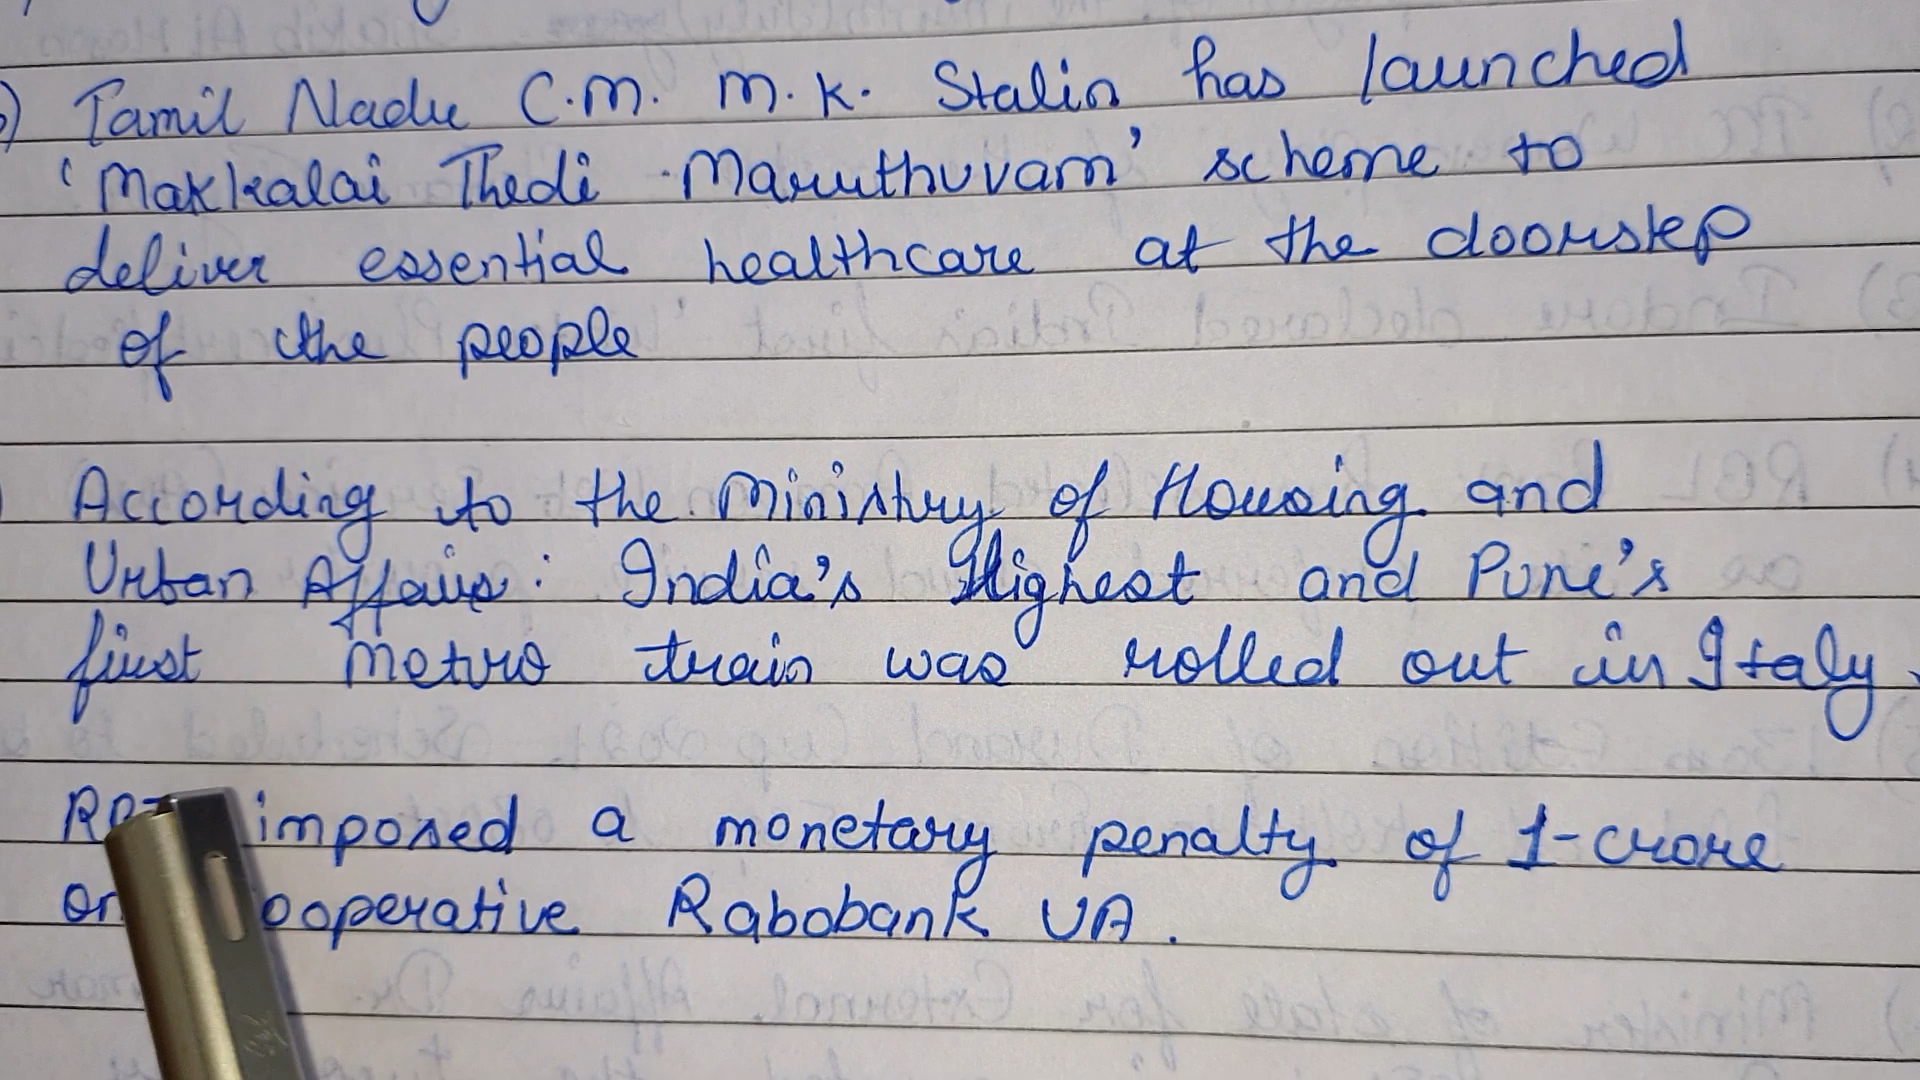 ) Tamil Nadu C.M. M.K. Stalin has launched
'Makkalai Thedi Maruthuvam' scheme to
deliver essential healthcare at the doorstep
of the people
According to the Ministry of Housing and
Urban Affairs: India's Highest and Pune's
first metro train was rolled out in Italy.
imposed a monetary penalty of 1-crore
on ooperative Rabobank UA.